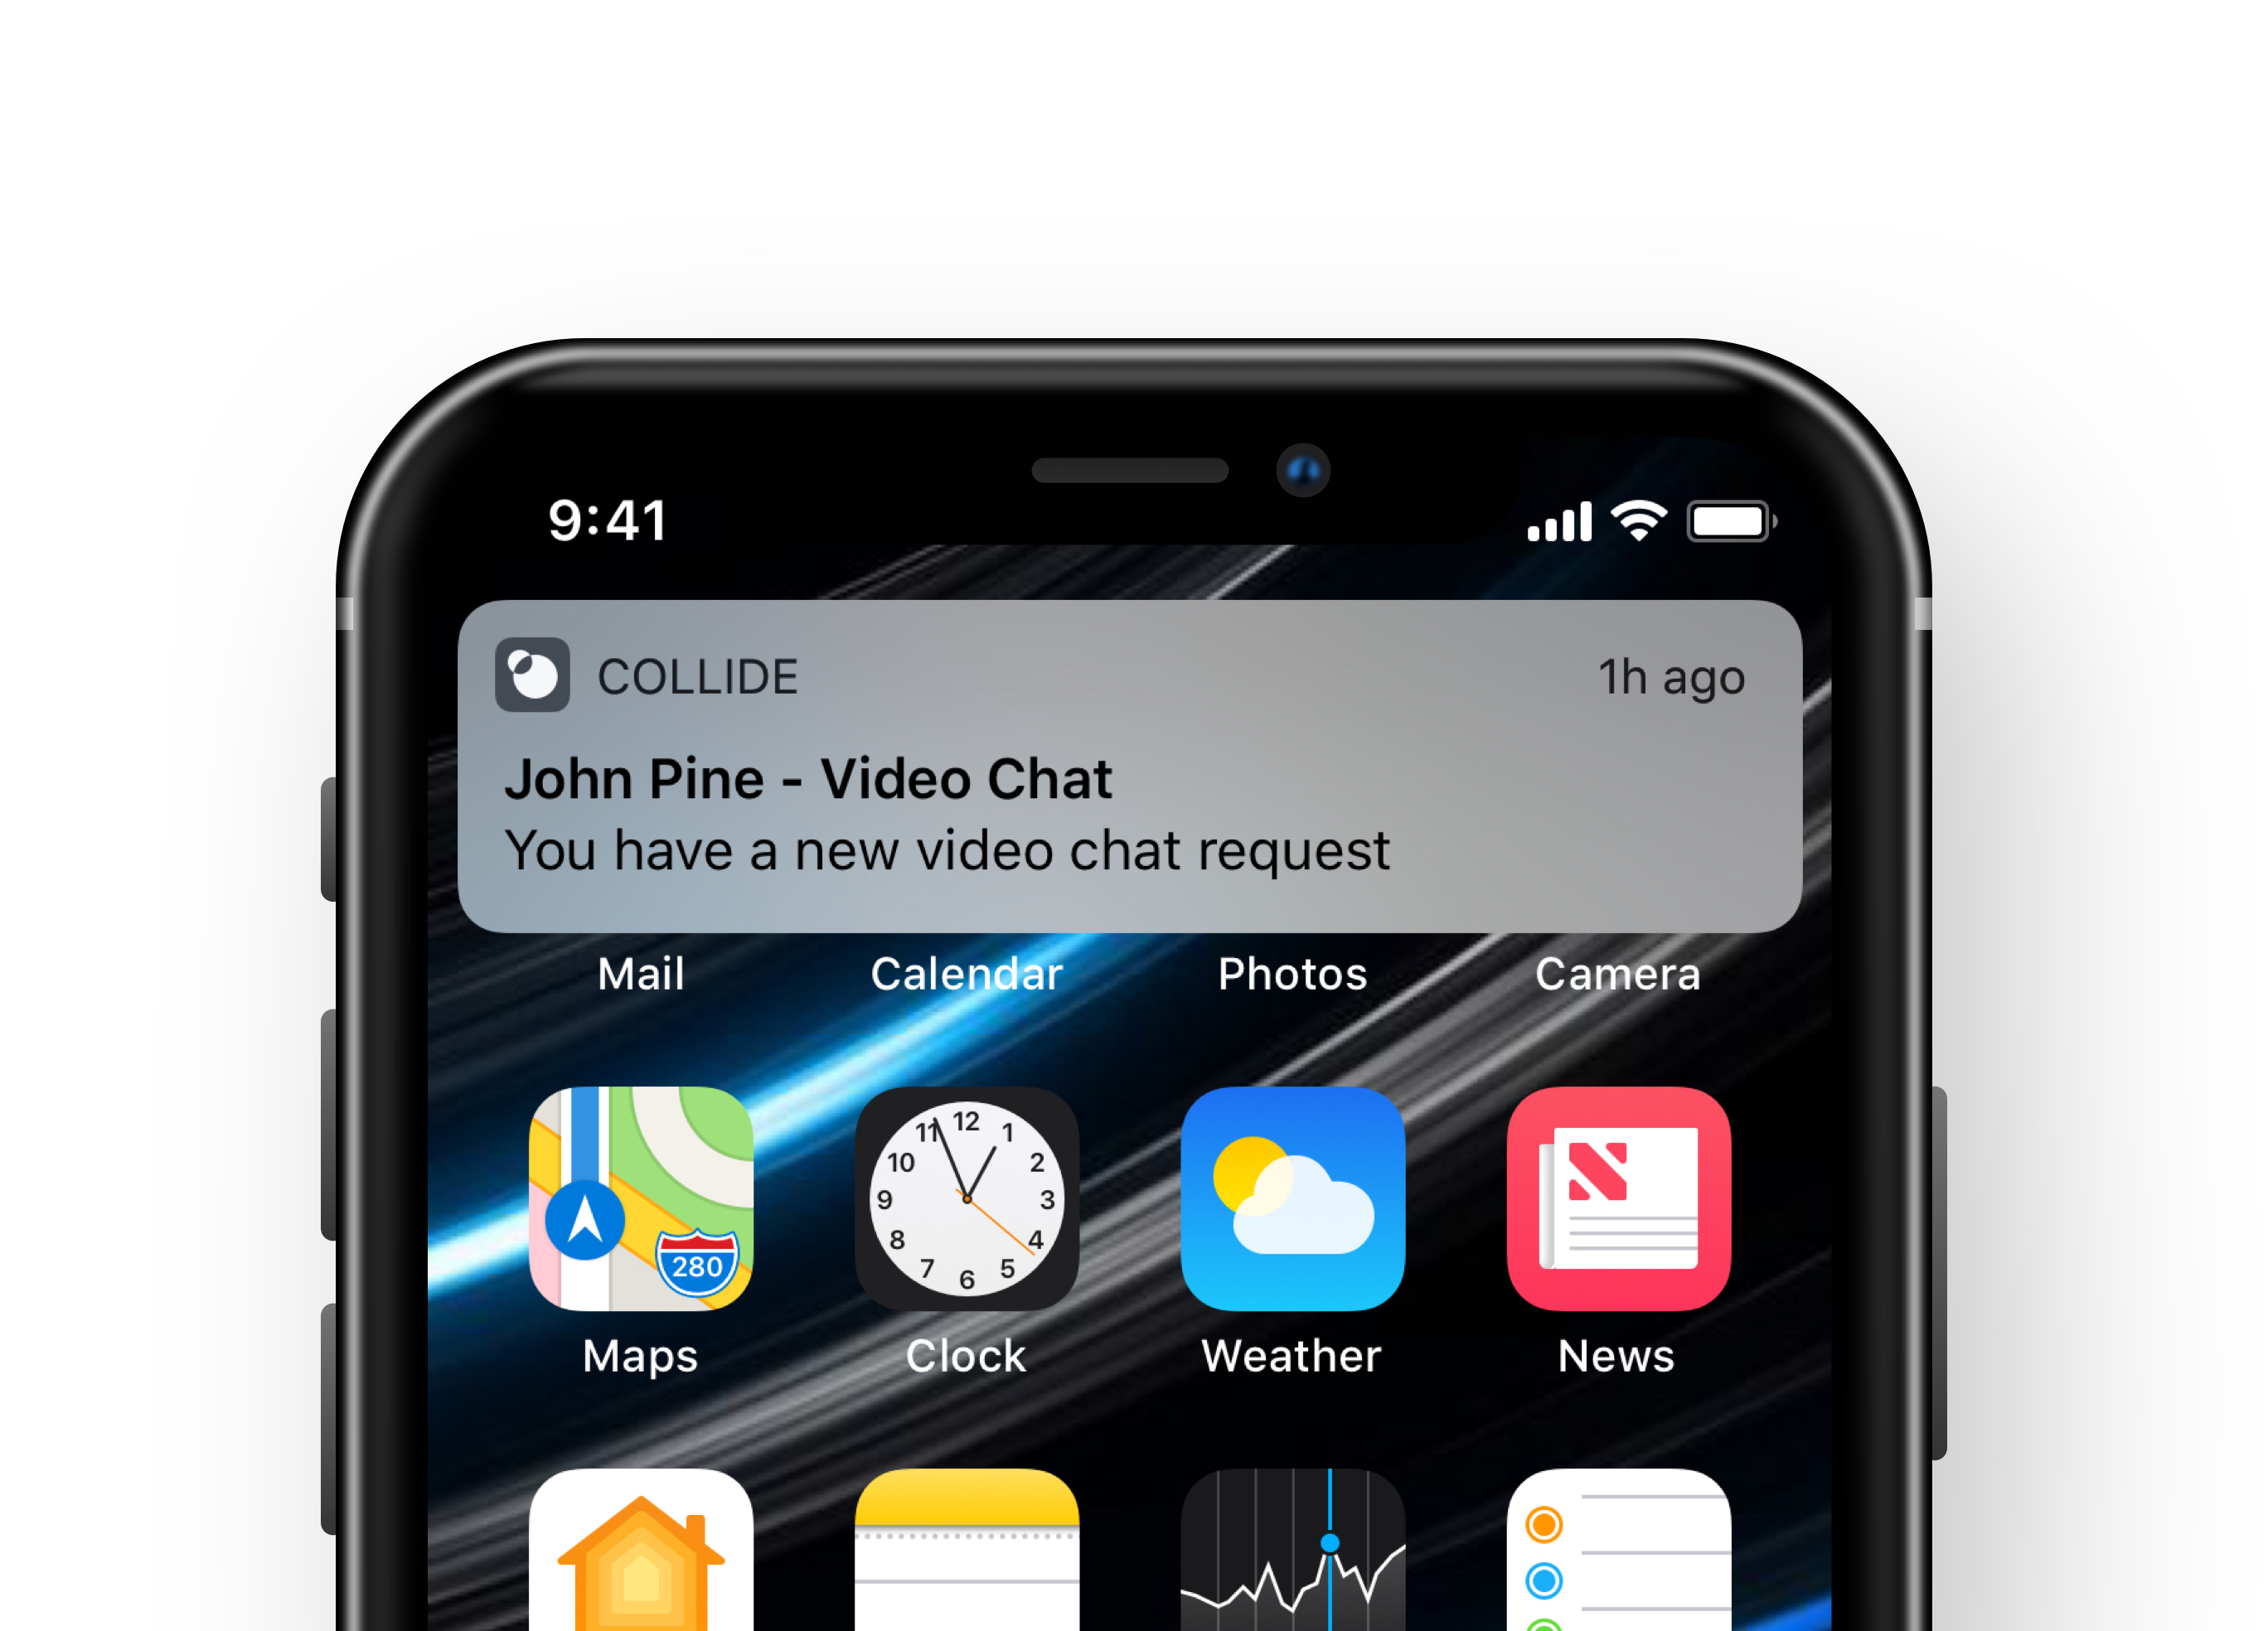 9:41
COLLIDE 1h ago
John Pine - Video Chat
You have a new video chat request
Mail Calendar Photos Camera
12
11 1
10 2
9 3
8 4
7 5
6
280
Maps Clock Weather News